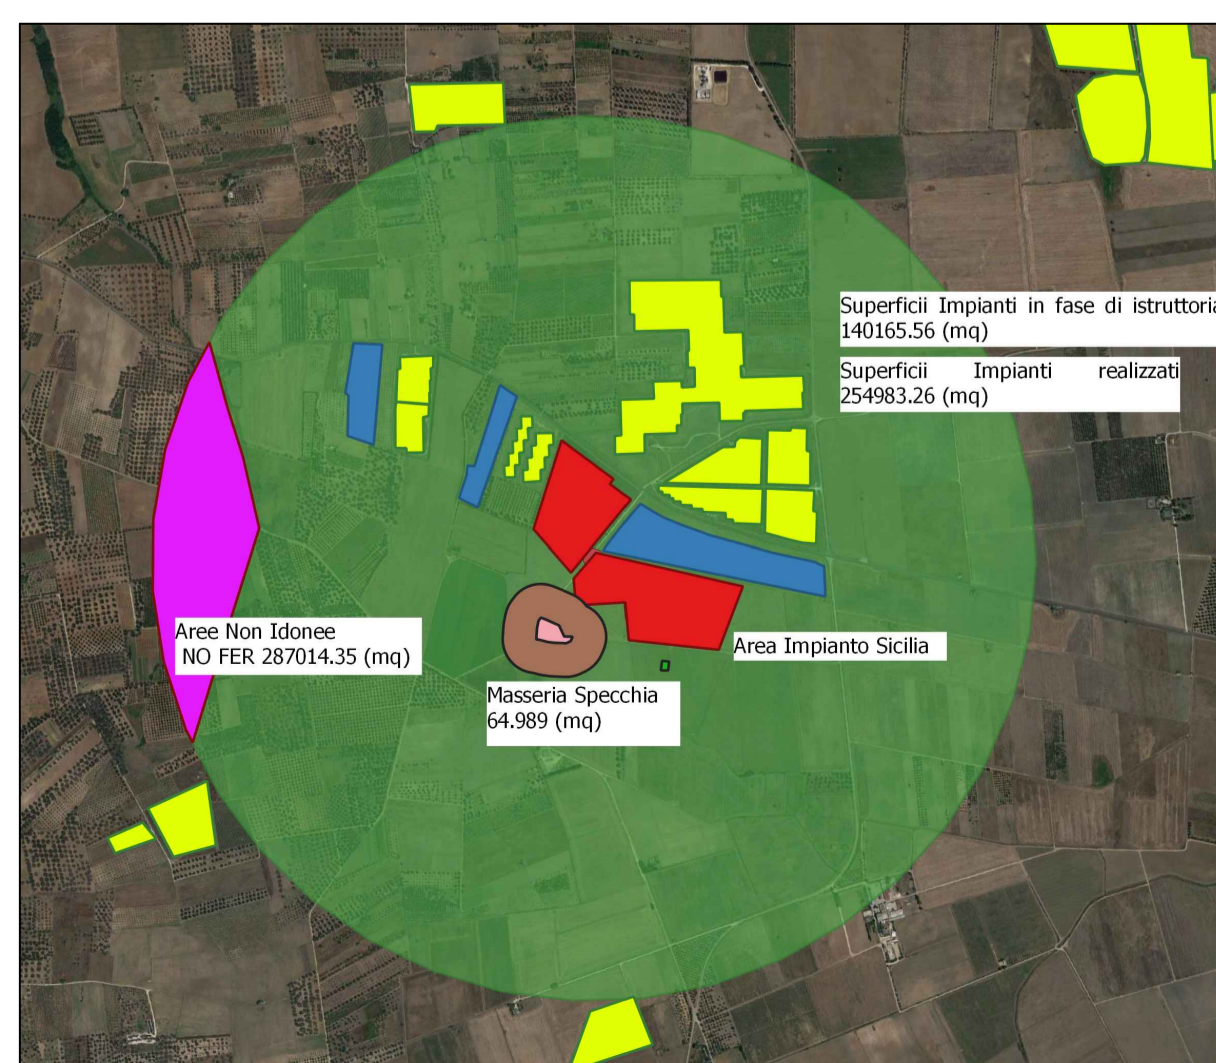 Superficii Impianti in fase di istruttoria
140165.56 (mq)
Superficii Impianti realizzati
254983.26 (mq)
Aree Non Idonee
NO FER 287014.35 (mq)
Area Impianto Sicilia
Masseria Specchia
64.989 (mq)